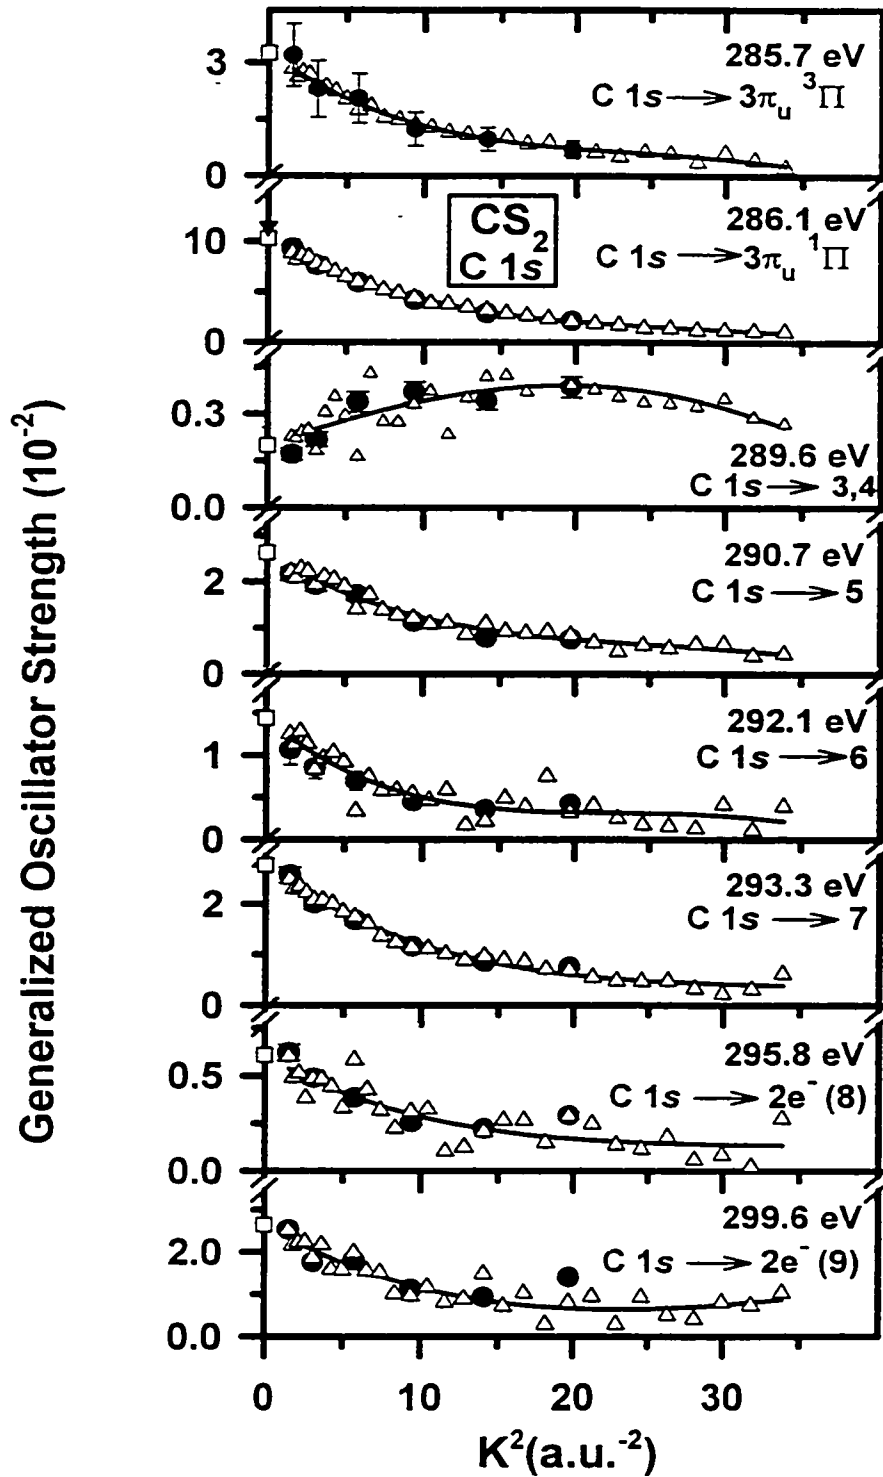 Generalized Oscillator Strength (10⁻²)
3
0
285.7 eV
C 1s → 3πᵤ ³Π
10
0
CS₂
C 1s
286.1 eV
C 1s → 3πᵤ ¹Π
0.3
0.0
289.6 eV
C 1s → 3,4
2
0
290.7 eV
C 1s → 5
1
0
292.1 eV
C 1s → 6
2
0
293.3 eV
C 1s → 7
0.5
0.0
295.8 eV
C 1s → 2e⁻ (8)
2.0
0.0
299.6 eV
C 1s → 2e⁻ (9)
0 10 20 30
K²(a.u.⁻²)